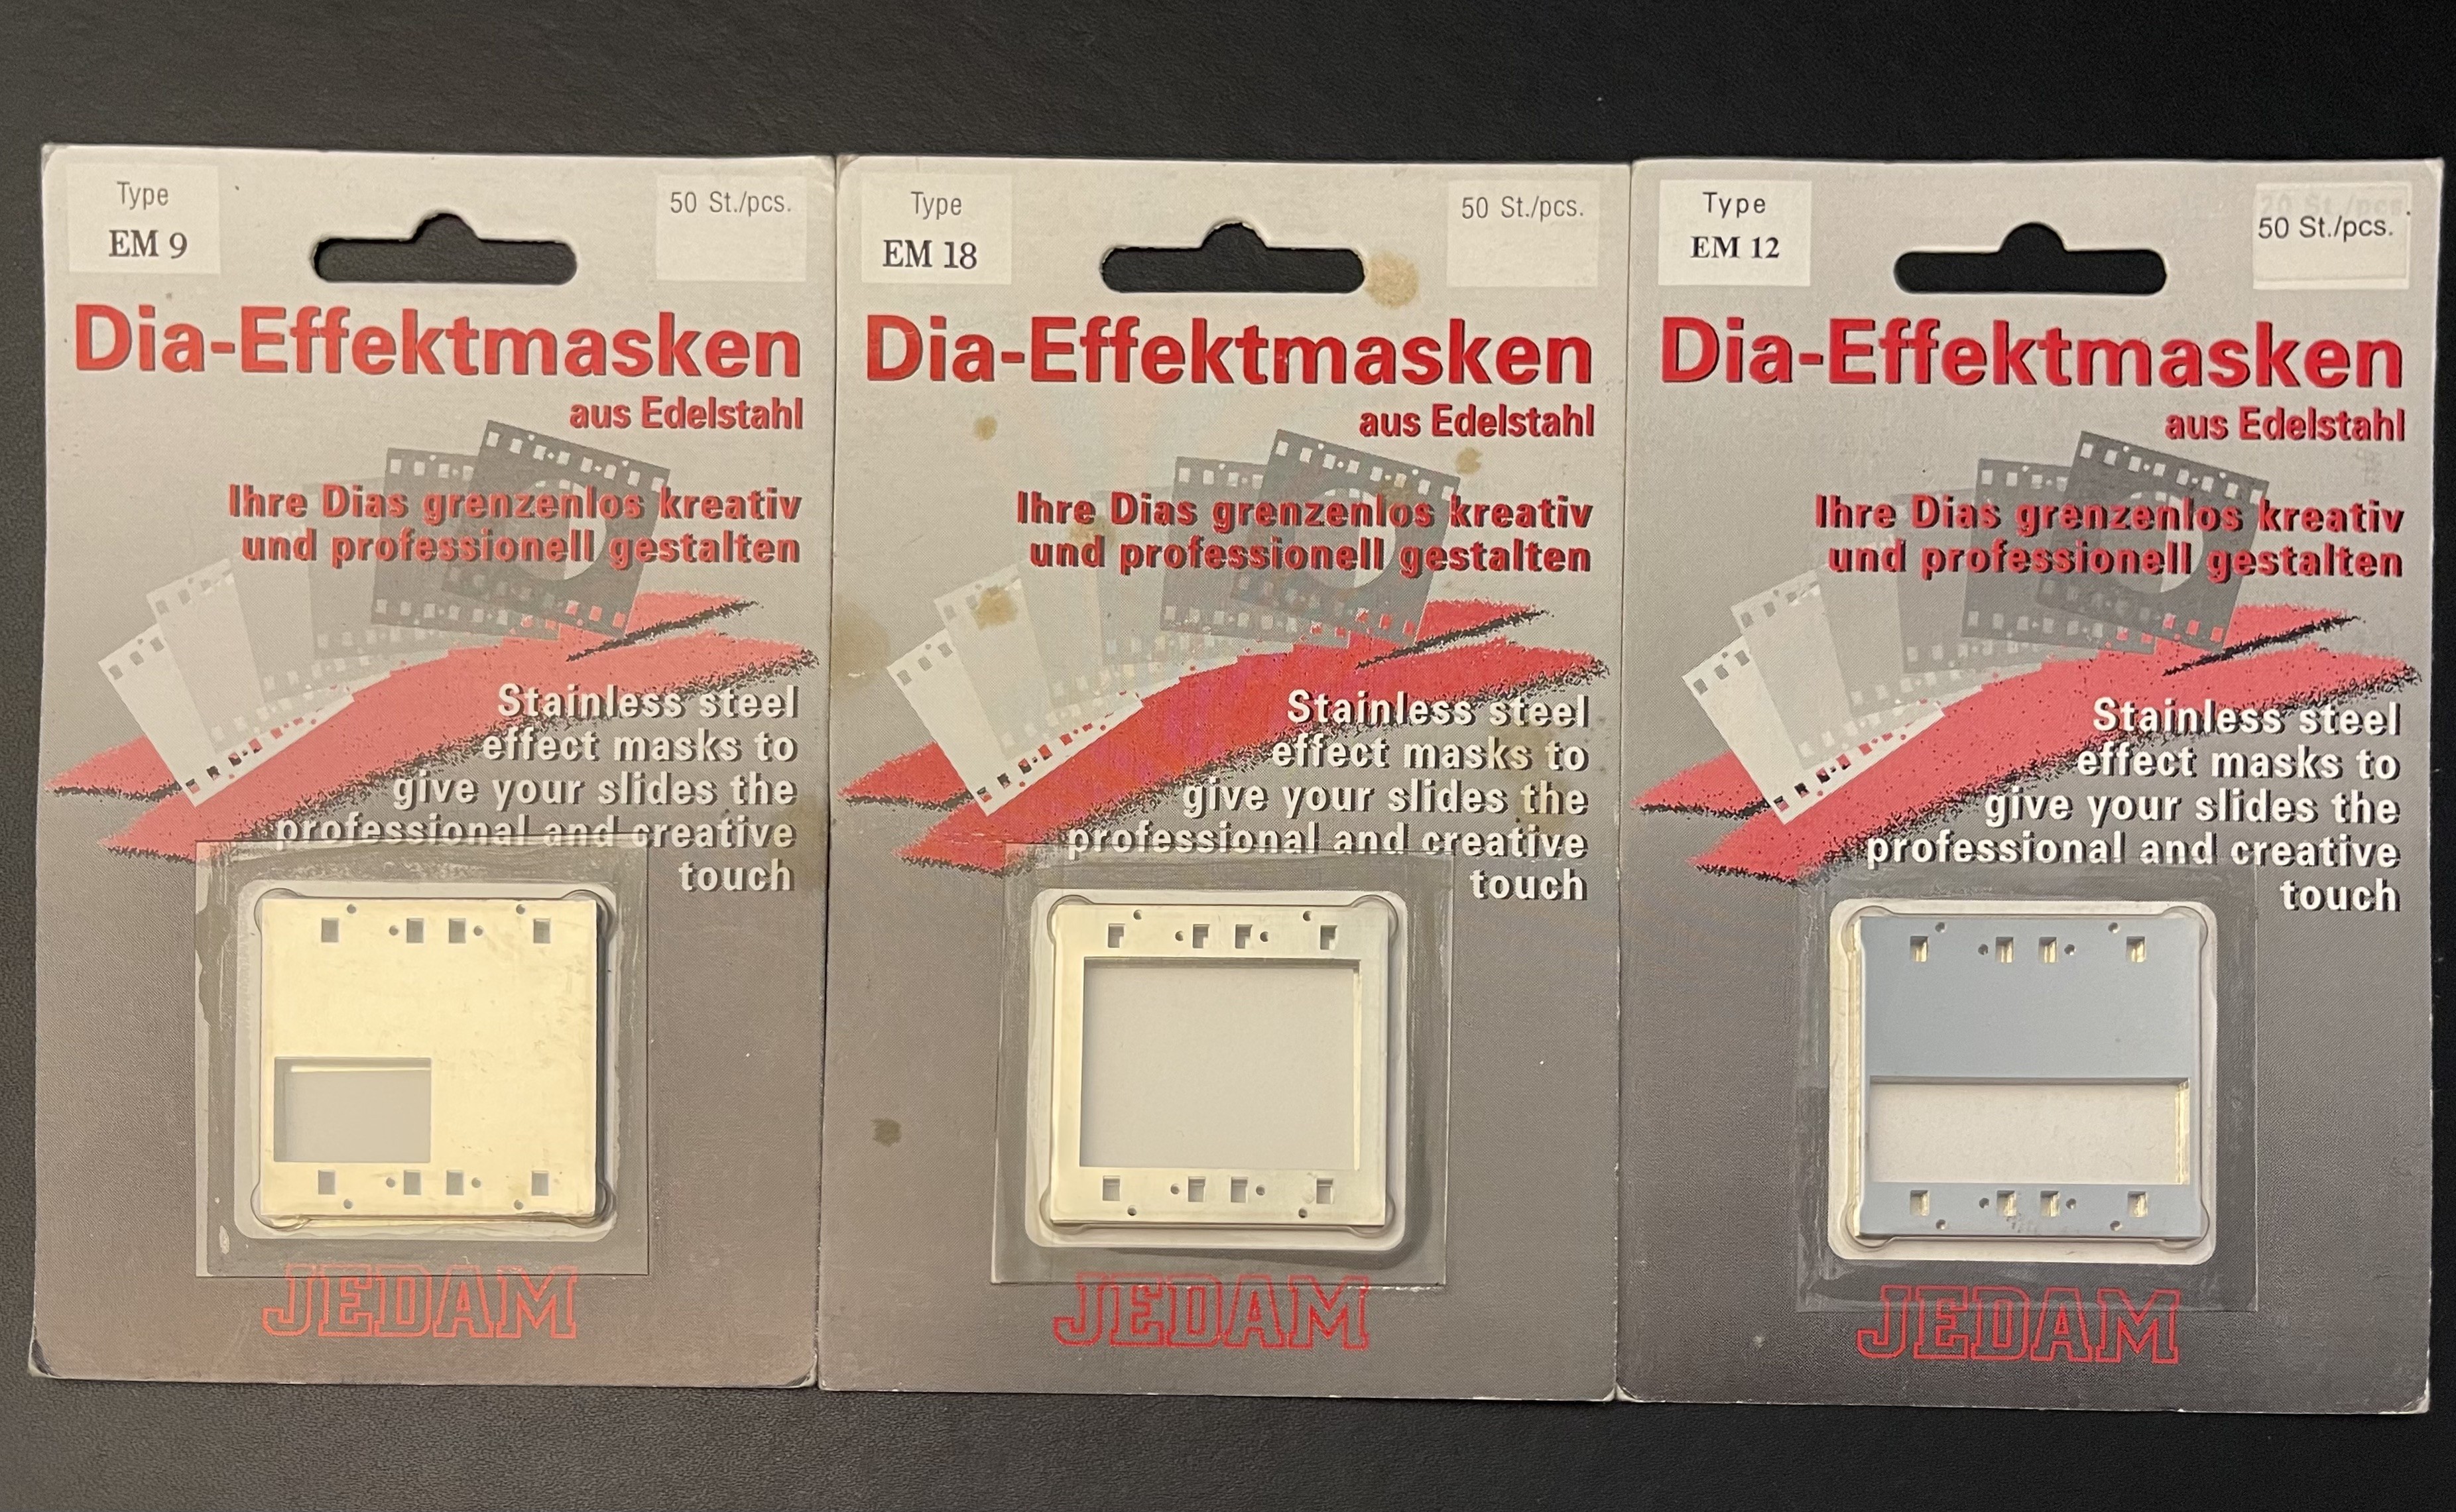 Type
EM 9
50 St./pcs.
Dia-Effektmasken
aus Edelstahl
Ihre Dias grenzenlos kreativ
und professionell gestalten
Stainless steel
effect masks to
give your slides the
professional and creative
touch
JEDAM
Type
EM 18
50 St./pcs.
Dia-Effektmasken
aus Edelstahl
Ihre Dias grenzenlos kreativ
und professionell gestalten
Stainless steel
effect masks to
give your slides the
professional and creative
touch
JEDAM
Type
EM 12
20 St./pcs.
50 St./pcs.
Dia-Effektmasken
aus Edelstahl
Ihre Dias grenzenlos kreativ
und professionell gestalten
Stainless steel
effect masks to
give your slides the
professional and creative
touch
JEDAM